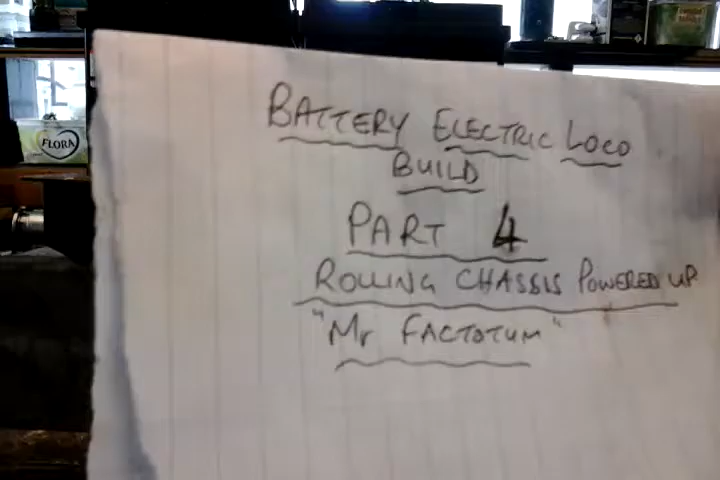 FLORA
BATTERY ELECTRIC LOCO
BUILD
PART 4
ROLLING CHASSIS POWERED UP
"Mr FACTOTUM"